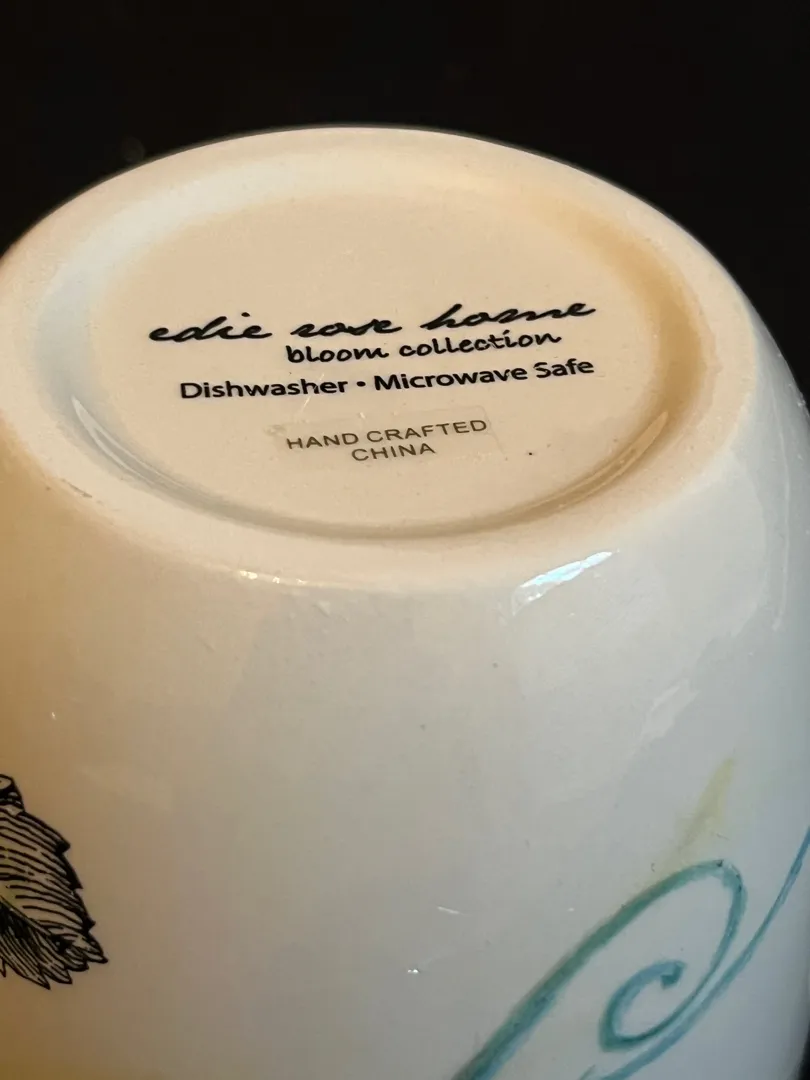 edie rose home
bloom collection
Dishwasher • Microwave Safe
HAND CRAFTED
CHINA